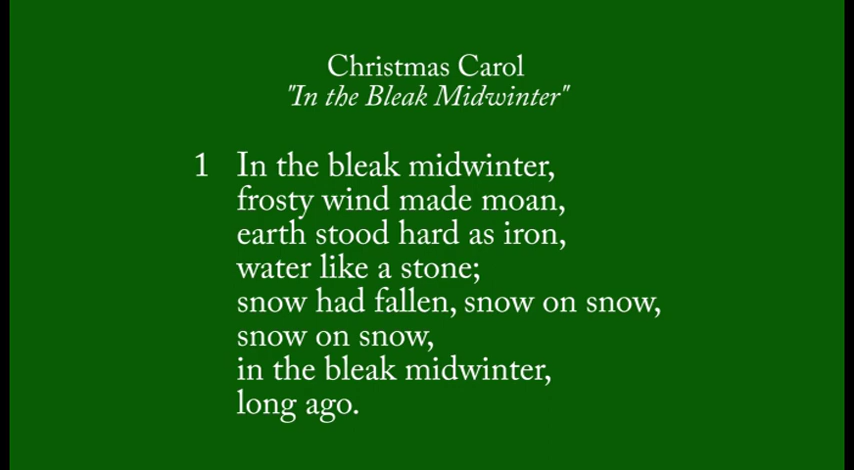 Christmas Carol
"In the Bleak Midwinter"
1 In the bleak midwinter,
frosty wind made moan,
earth stood hard as iron,
water like a stone;
snow had fallen, snow on snow,
snow on snow,
in the bleak midwinter,
long ago.